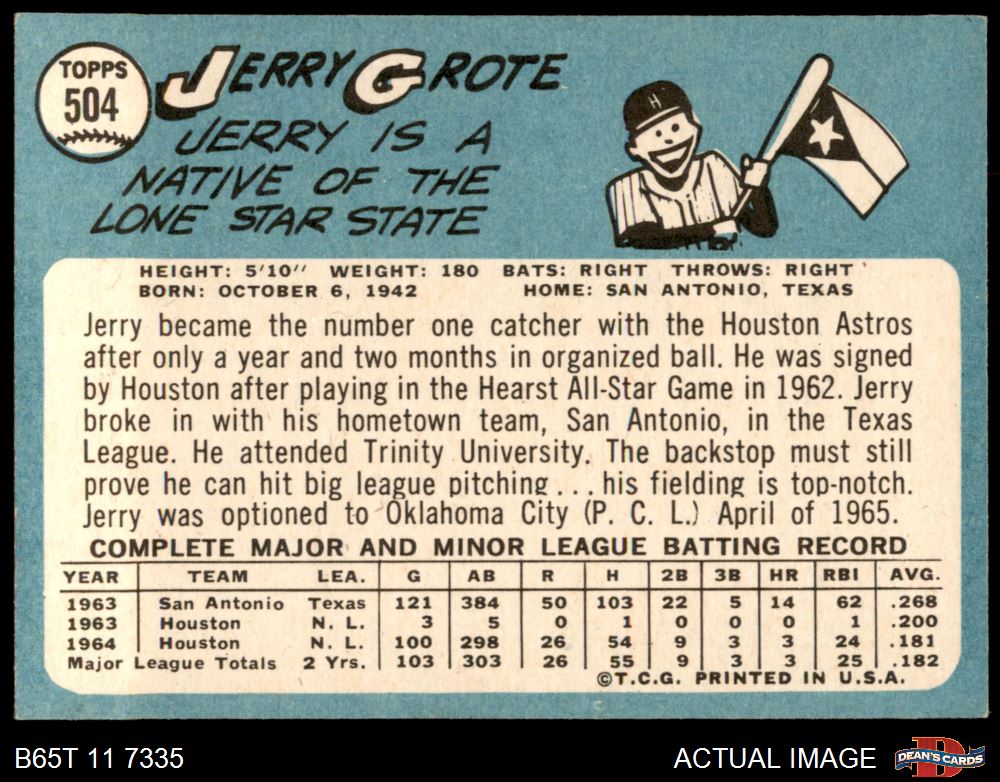 TOPPS
504
JERRY GROTE
JERRY IS A
NATIVE OF THE
LONE STAR STATE
H
HEIGHT: 5'10" WEIGHT: 180 BATS: RIGHT THROWS: RIGHT
BORN: OCTOBER 6, 1942 HOME: SAN ANTONIO, TEXAS
Jerry became the number one catcher with the Houston Astros
after only a year and two months in organized ball. He was signed
by Houston after playing in the Hearst All-Star Game in 1962. Jerry
broke in with his hometown team, San Antonio, in the Texas
League. He attended Trinity University. The backstop must still
prove he can hit big league pitching . . . his fielding is top-notch.
Jerry was optioned to Oklahoma City (P. C. L.) April of 1965.
COMPLETE MAJOR AND MINOR LEAGUE BATTING RECORD
YEAR TEAM LEA. G AB R H 2B 3B HR RBI AVG.
1963 San Antonio Texas 121 384 50 103 22 5 14 62 .268
1963 Houston N. L. 3 5 0 1 0 0 0 1 .200
1964 Houston N. L. 100 298 26 54 9 3 3 24 .181
Major League Totals 2 Yrs. 103 303 26 55 9 3 3 25 .182
©T.C.G. PRINTED IN U.S.A.
B65T 11 7335
ACTUAL IMAGE
D
DEAN'S CARDS